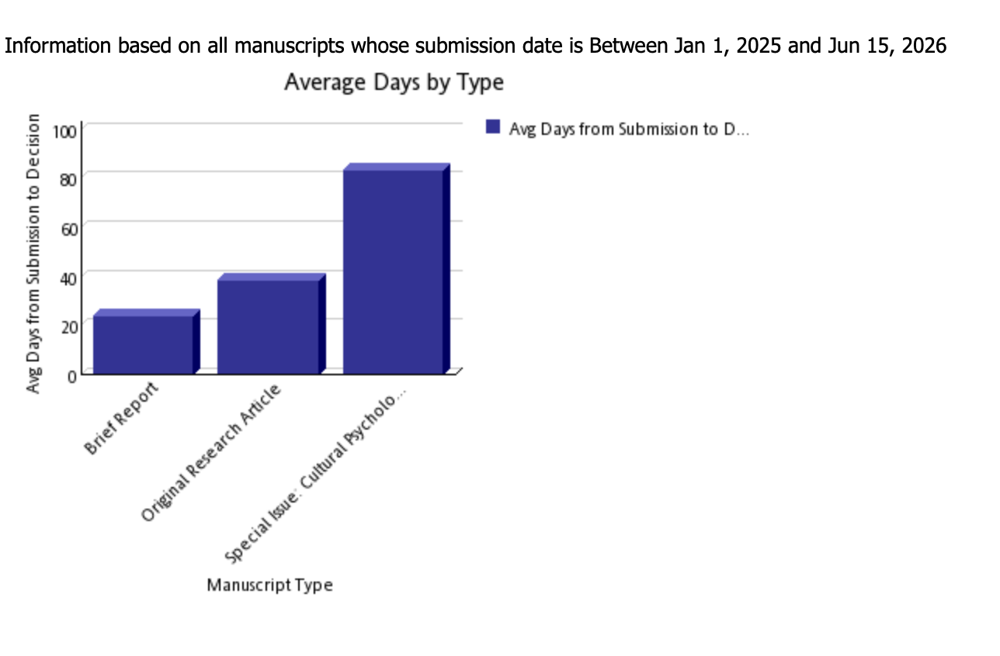 Information based on all manuscripts whose submission date is Between Jan 1, 2025 and Jun 15, 2026
Average Days by Type
Avg Days from Submission to Decision
100
80
60
40
20
0
Avg Days from Submission to D...
Brief Report
Original Research Article
Special Issue: Cultural Psycholo...
Manuscript Type